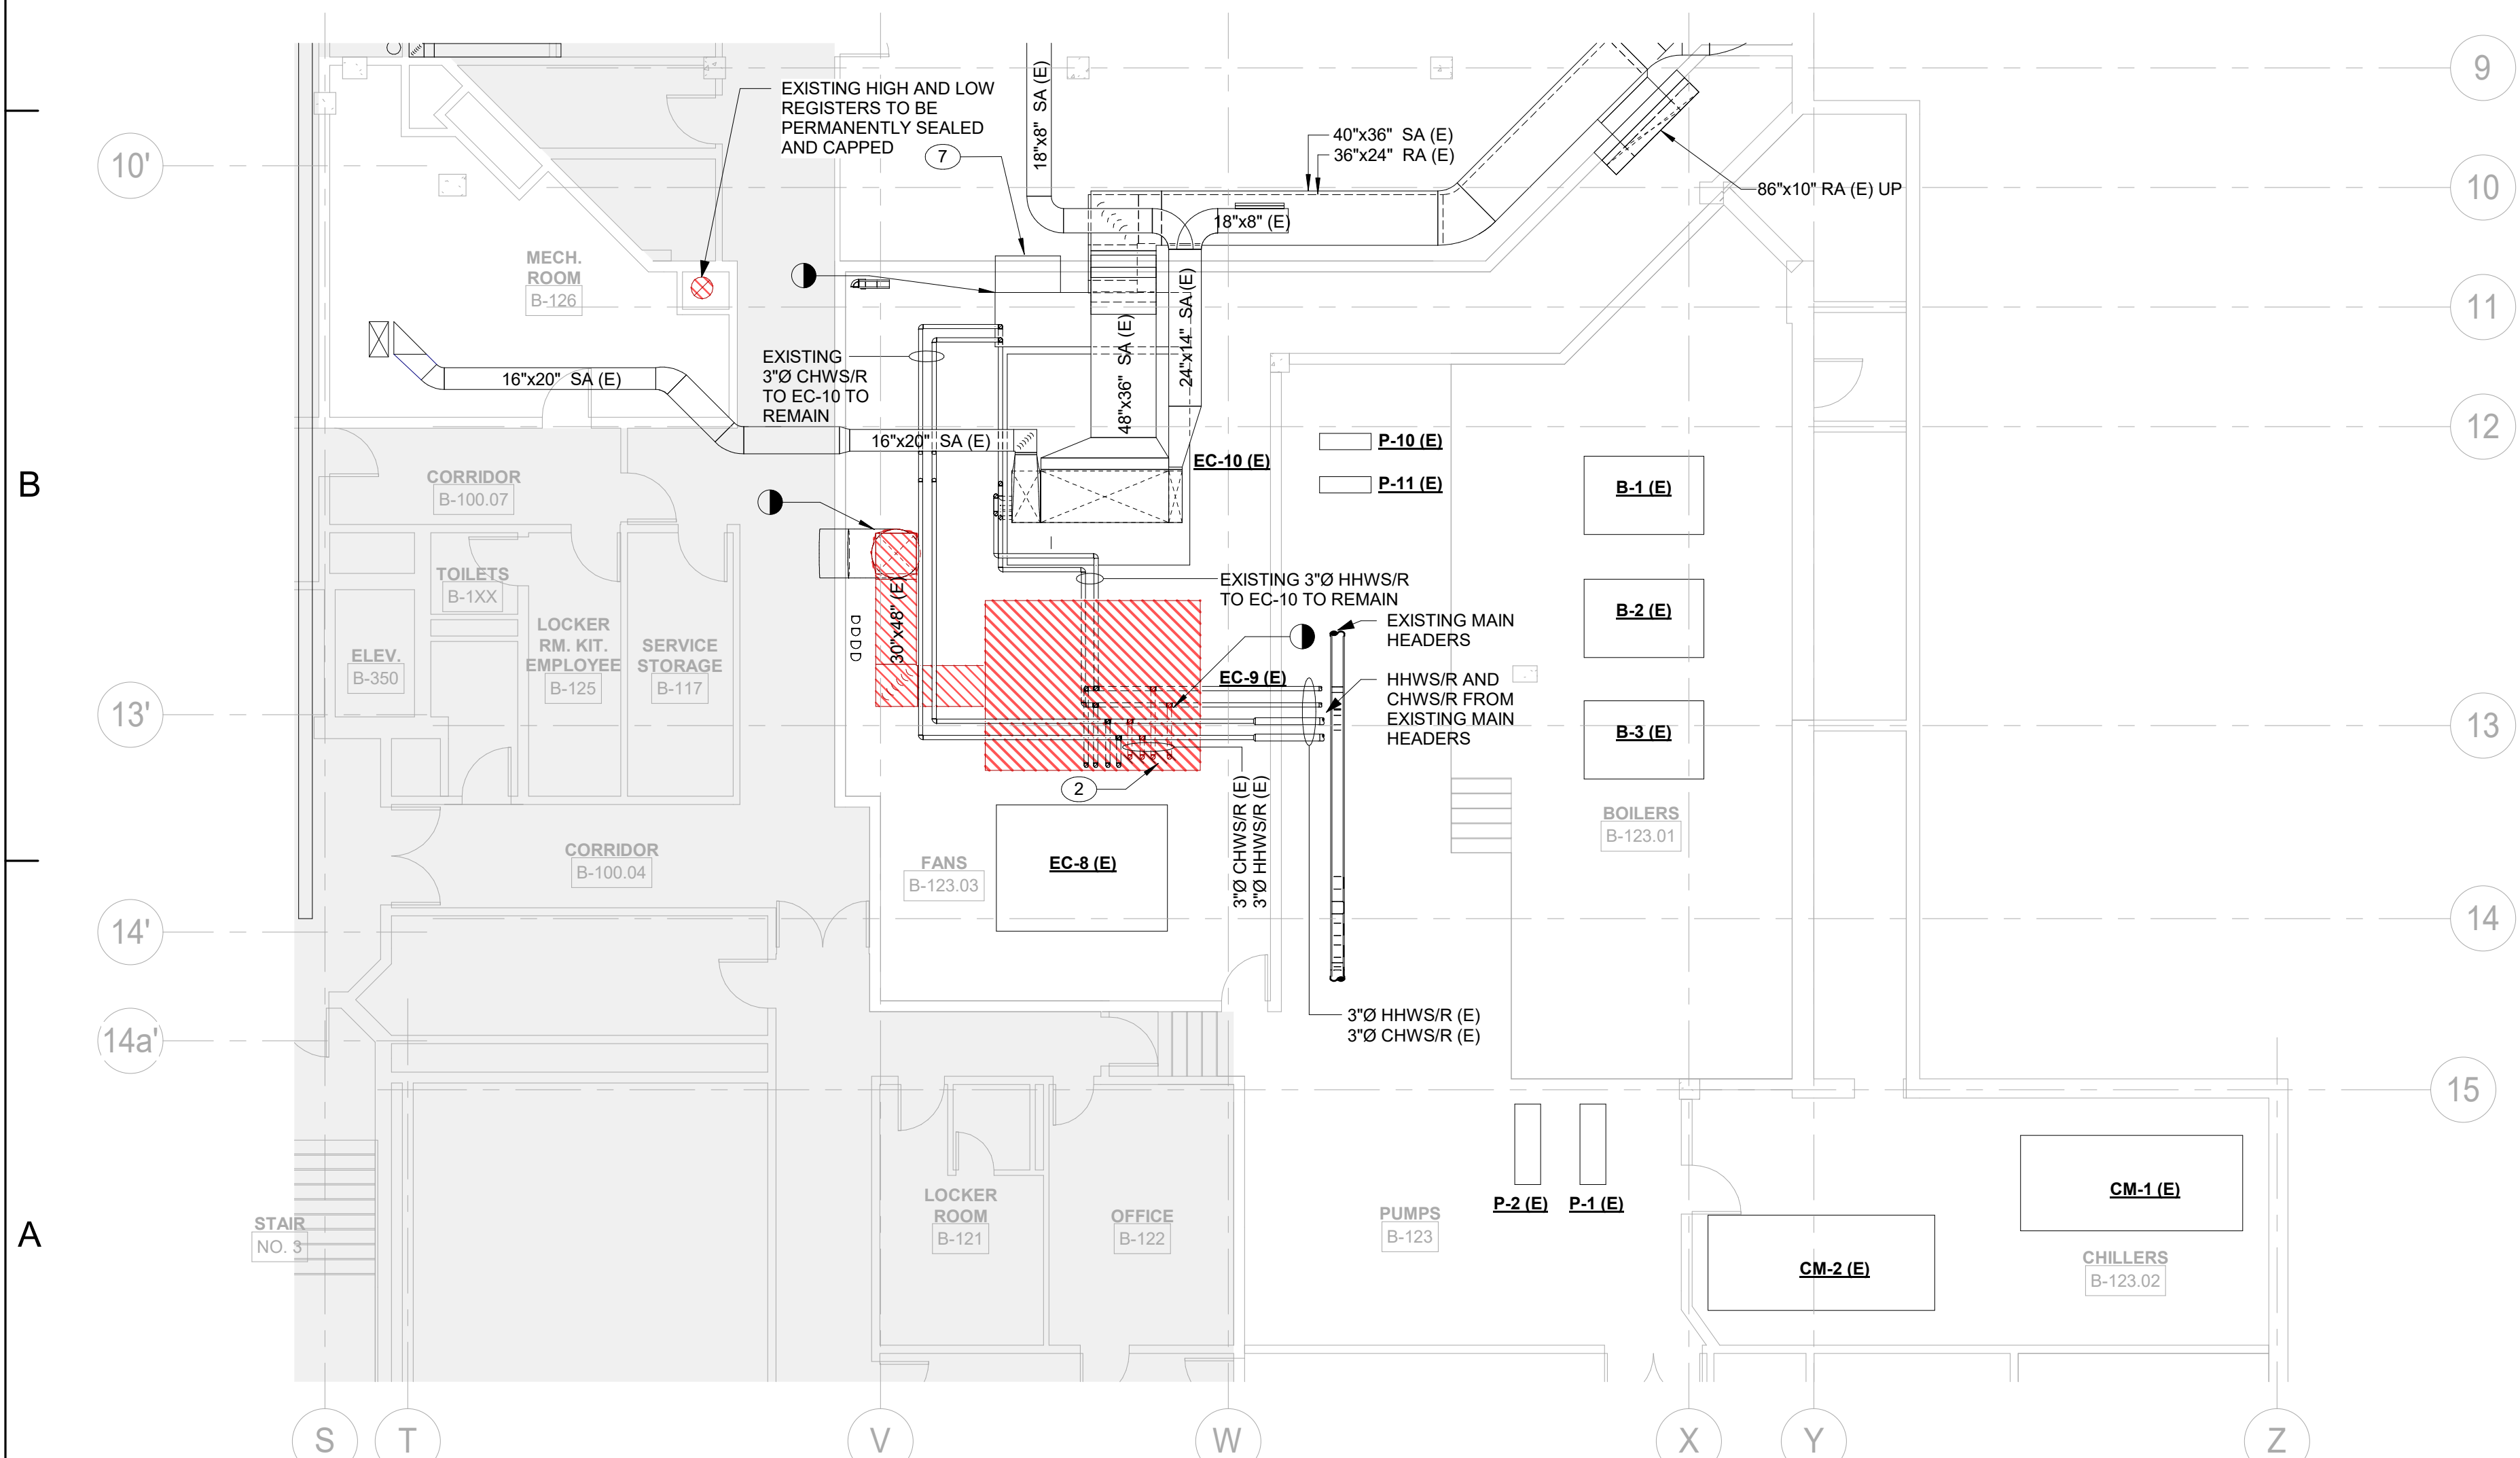 9
10'
10
11
12
13'
13
14'
14
14a'
15
B
A
S
T
V
W
X
Y
Z
EXISTING HIGH AND LOW
REGISTERS TO BE
PERMANENTLY SEALED
AND CAPPED
7
18"x8" SA (E)
40"x36" SA (E)
36"x24" RA (E)
86"x10" RA (E) UP
18"x8" (E)
MECH.
ROOM
B-126
24"x14" SA (E)
48"x36" SA (E)
EXISTING
3"Ø CHWS/R
TO EC-10 TO
REMAIN
16"x20" SA (E)
16"x20" SA (E)
EC-10 (E)
P-10 (E)
P-11 (E)
B-1 (E)
B-2 (E)
B-3 (E)
CORRIDOR
B-100.07
TOILETS
B-1XX
LOCKER
RM. KIT.
EMPLOYEE
B-125
SERVICE
STORAGE
B-117
ELEV.
B-350
30"x48" (E)
EXISTING 3"Ø HHWS/R
TO EC-10 TO REMAIN
EXISTING MAIN
HEADERS
EC-9 (E)
HHWS/R AND
CHWS/R FROM
EXISTING MAIN
HEADERS
2
3"Ø CHWS/R (E)
3"Ø HHWS/R (E)
BOILERS
B-123.01
CORRIDOR
B-100.04
FANS
B-123.03
EC-8 (E)
3"Ø HHWS/R (E)
3"Ø CHWS/R (E)
STAIR
NO. 3
LOCKER
ROOM
B-121
OFFICE
B-122
PUMPS
B-123
P-2 (E)
P-1 (E)
CM-1 (E)
CM-2 (E)
CHILLERS
B-123.02